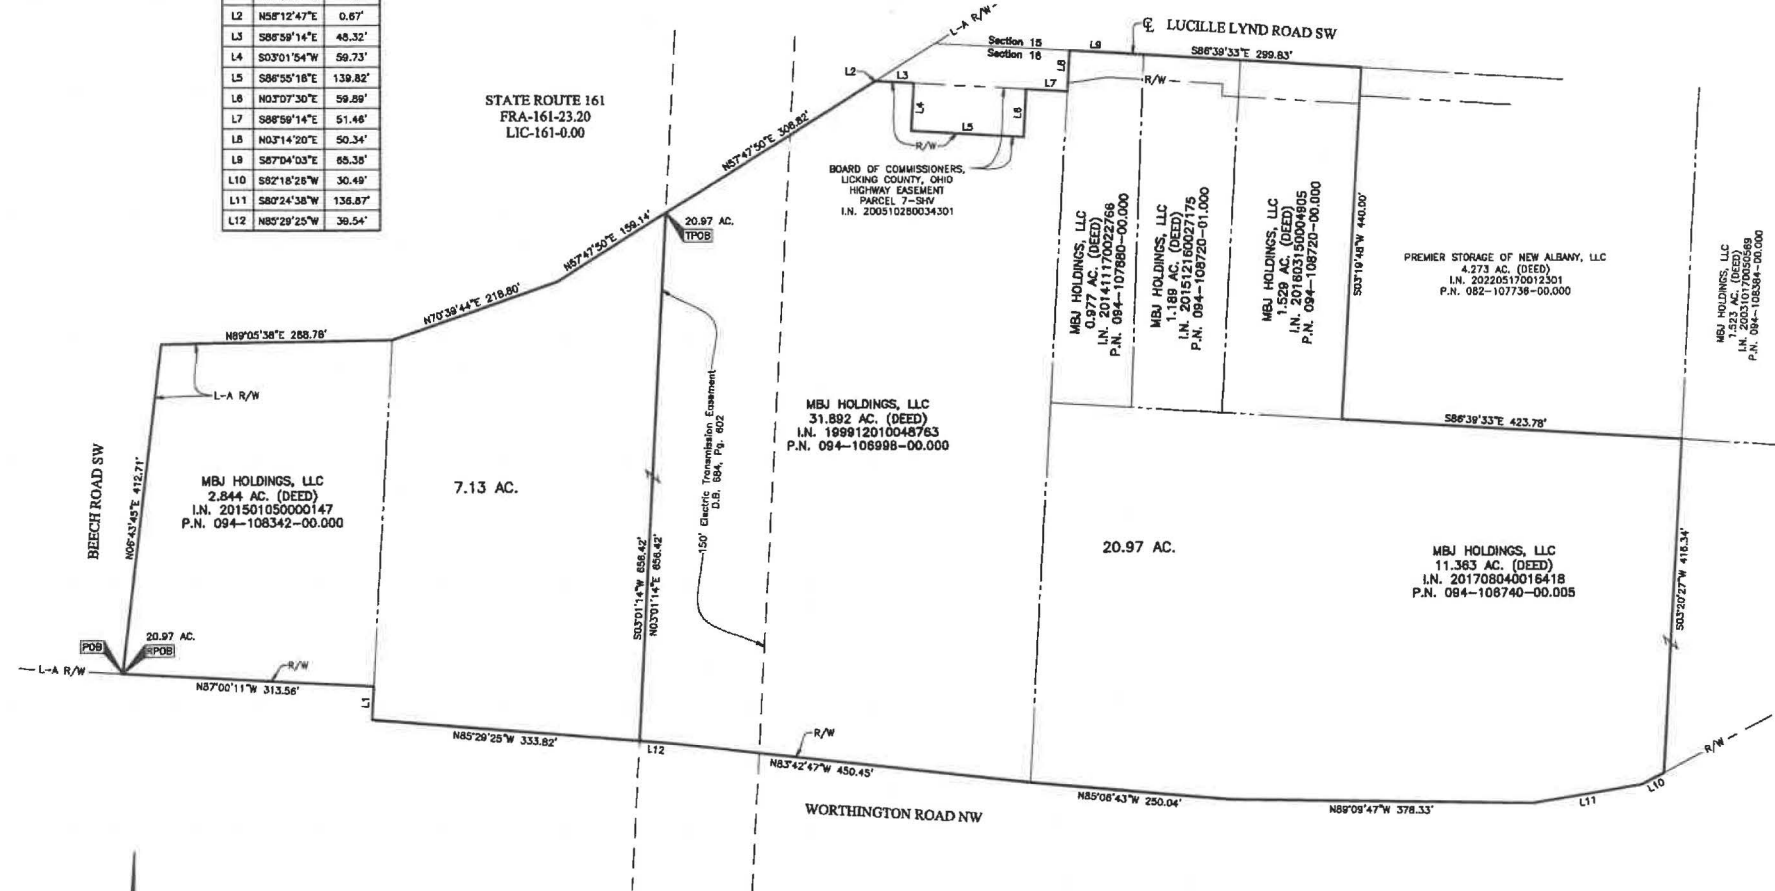 L2 N58°12'47"E 0.67'
L3 S86°59'14"E 48.32'
L4 S03°01'54"W 59.73'
L5 S86°55'18"E 139.82'
L6 N03°07'30"E 59.89'
L7 S86°59'14"E 51.46'
L8 N03°14'20"E 50.34'
L9 S87°04'03"E 65.38'
L10 S82°18'26"W 30.49'
L11 S80°24'38"W 136.87'
L12 N85°29'25"W 39.54'
STATE ROUTE 161
FRA-161-23.20
LIC-161-0.00
L-A R/W
Section 15
Section 16
L9
℄ LUCILLE LYND ROAD SW
S86°39'33"E 299.83'
L2
L3
L4
L5
L6
L7
L8
R/W
R/W
BOARD OF COMMISSIONERS,
LICKING COUNTY, OHIO
HIGHWAY EASEMENT
PARCEL 7-SHV
I.N. 200510280034301
N57°47'50"E 306.82'
20.97 AC.
TPOB
N57°47'50"E 159.14'
N70°39'44"E 218.80'
N89°05'38"E 288.78'
L-A R/W
BEECH ROAD SW
N06°43'45"E 412.71'
MBJ HOLDINGS, LLC
2.844 AC. (DEED)
I.N. 201501050000147
P.N. 094-108342-00.000
7.13 AC.
S03°01'14"W 656.42'
N03°01'14"E 656.42'
150' Electric Transmission Easement
D.B. 684, Pg. 602
MBJ HOLDINGS, LLC
31.892 AC. (DEED)
I.N. 199912010048763
P.N. 094-106998-00.000
MBJ HOLDINGS, LLC
0.977 AC. (DEED)
I.N. 201411170022766
P.N. 094-107880-00.000
MBJ HOLDINGS, LLC
1.189 AC. (DEED)
I.N. 201512160027175
P.N. 094-108720-01.000
MBJ HOLDINGS, LLC
1.529 AC. (DEED)
I.N. 201603150004905
P.N. 094-108720-00.000
S03°19'48"W 440.00'
PREMIER STORAGE OF NEW ALBANY, LLC
4.273 AC. (DEED)
I.N. 202205170012301
P.N. 082-107736-00.000
MBJ HOLDINGS, LLC
1.523 AC. (DEED)
I.N. 200310170050569
P.N. 094-108384-00.000
S86°39'33"E 423.78'
20.97 AC.
MBJ HOLDINGS, LLC
11.363 AC. (DEED)
I.N. 201708040016418
P.N. 094-106740-00.005
S03°20'27"W 416.34'
POB
20.97 AC.
RPOB
L-A R/W
R/W
N87°00'11"W 313.56'
L1
N85°29'25"W 333.82'
L12
R/W
N83°42'47"W 450.45'
WORTHINGTON ROAD NW
N85°06'43"W 250.04'
N89°09'47"W 378.33'
L11
L10
R/W